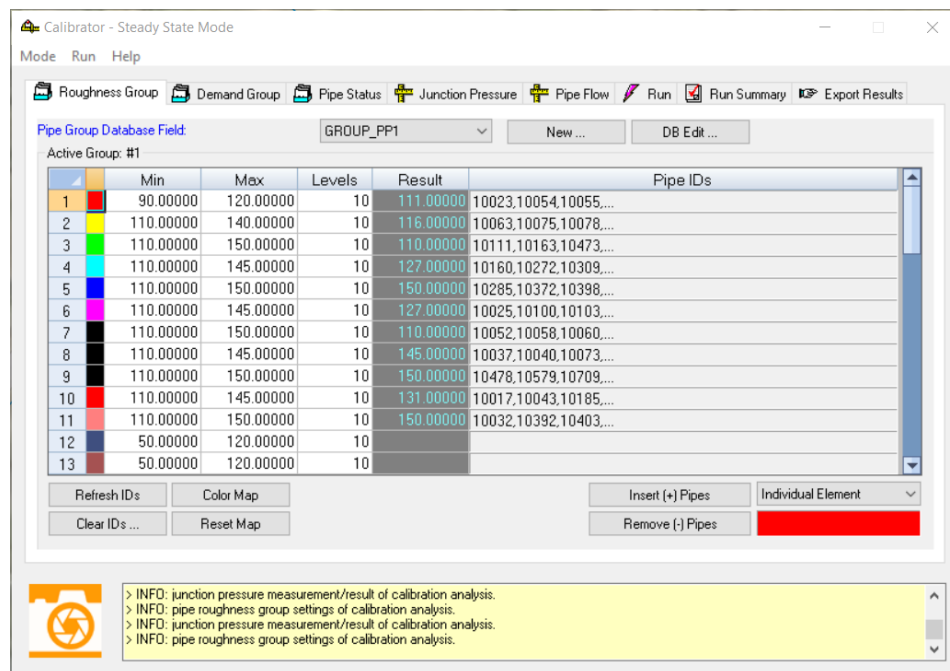 Calibrator - Steady State Mode
Mode Run Help
Roughness Group Demand Group Pipe Status Junction Pressure Pipe Flow Run Run Summary Export Results
Pipe Group Database Field: GROUP_PP1 New ... DB Edit ...
Active Group: #1
Min Max Levels Result Pipe IDs
1 90.00000 120.00000 10 111.00000 10023,10054,10055,...
2 110.00000 140.00000 10 116.00000 10063,10075,10078,...
3 110.00000 150.00000 10 110.00000 10111,10163,10473,...
4 110.00000 145.00000 10 127.00000 10160,10272,10309,...
5 110.00000 150.00000 10 150.00000 10285,10372,10398,...
6 110.00000 145.00000 10 127.00000 10025,10100,10103,...
7 110.00000 150.00000 10 110.00000 10052,10058,10060,...
8 110.00000 145.00000 10 145.00000 10037,10040,10073,...
9 110.00000 150.00000 10 150.00000 10478,10579,10709,...
10 110.00000 145.00000 10 131.00000 10017,10043,10185,...
11 110.00000 150.00000 10 150.00000 10032,10392,10403,...
12 50.00000 120.00000 10
13 50.00000 120.00000 10
Refresh IDs Color Map Insert (+) Pipes Individual Element
Clear IDs ... Reset Map Remove (-) Pipes
> INFO: junction pressure measurement/result of calibration analysis.
> INFO: pipe roughness group settings of calibration analysis.
> INFO: junction pressure measurement/result of calibration analysis.
> INFO: pipe roughness group settings of calibration analysis.